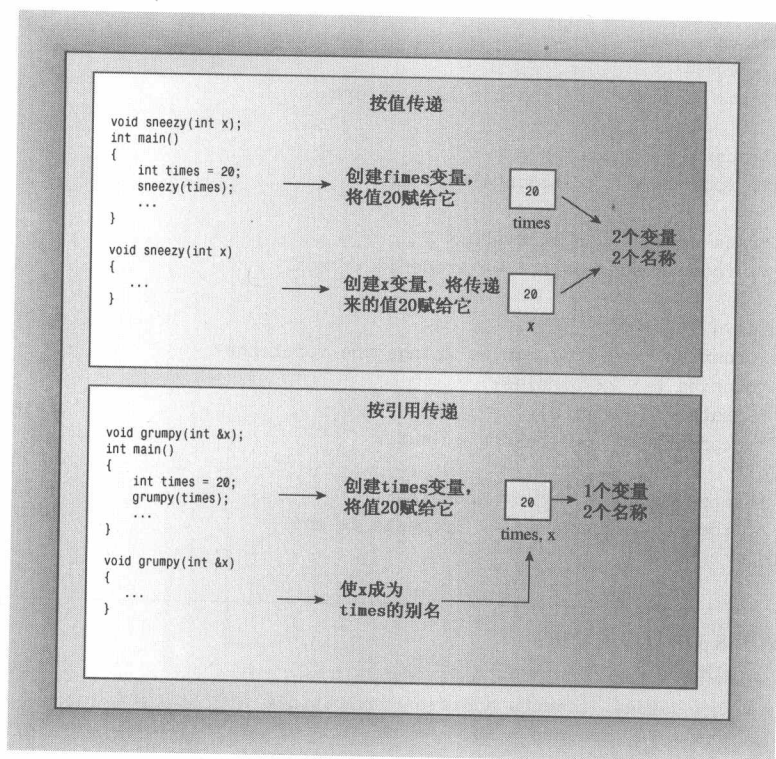 按值传递
void sneezy(int x);
int main()
{
int times = 20;
sneezy(times);
...
}
void sneezy(int x)
{
...
}
创建fimes变量，
将值20赋给它
20
times
创建x变量，将传递
来的值20赋给它
20
x
2个变量
2个名称
按引用传递
void grumpy(int &x);
int main()
{
int times = 20;
grumpy(times);
...
}
void grumpy(int &x)
{
...
}
创建times变量，
将值20赋给它
20
times, x
1个变量
2个名称
使x成为
times的别名